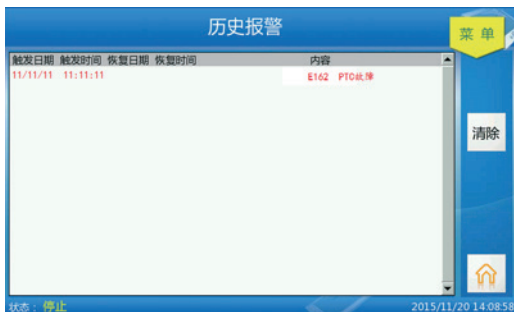 历史报警
菜 单
触发日期 触发时间 恢复日期 恢复时间 内容
11/11/11 11:11:11 E162 PTO故障
清除
状态：停止 2015/11/20 14:08:58